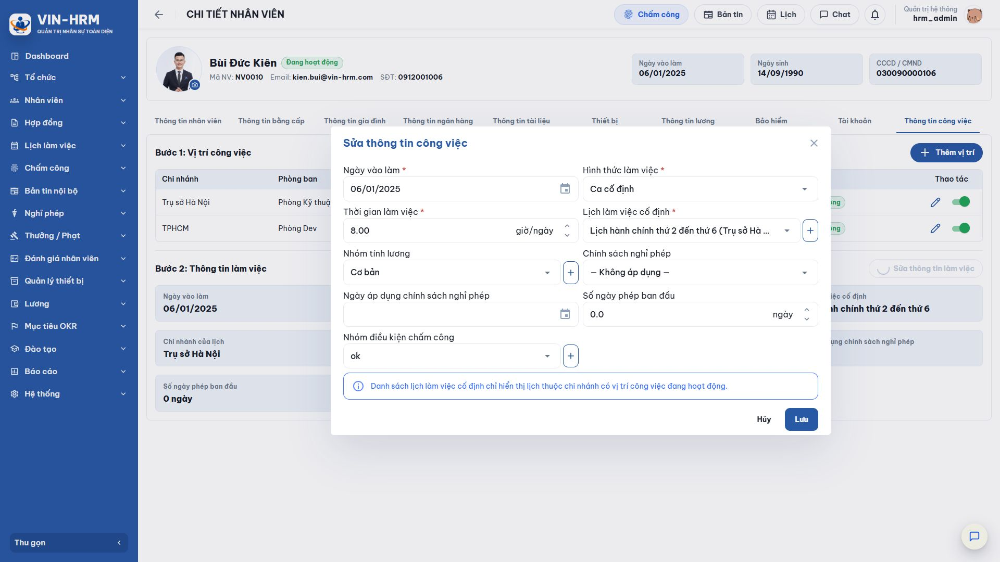 VIN-HRM
QUẢN TRỊ NHÂN SỰ TOÀN DIỆN
Dashboard
Tổ chức
Nhân viên
Hợp đồng
Lịch làm việc
Chấm công
Bản tin nội bộ
Nghỉ phép
Thưởng / Phạt
Đánh giá nhân viên
Quản lý thiết bị
Lương
Mục tiêu OKR
Đào tạo
Báo cáo
Hệ thống
Thu gọn
CHI TIẾT NHÂN VIÊN
Chấm công
Bản tin
Lịch
Chat
Quản trị hệ thống
hrm_admin
Bùi Đức Kiên
Đang hoạt động
Mã NV: NV0010 Email: kien.bui@vin-hrm.com SĐT: 0912001006
Ngày vào làm
06/01/2025
Ngày sinh
14/09/1990
CCCD / CMND
030090000106
Thông tin nhân viên
Thông tin bằng cấp
Thông tin gia đình
Thông tin ngân hàng
Thông tin tài liệu
Thiết bị
Thông tin lương
Bảo hiểm
Tài khoản
Thông tin công việc
Bước 1: Vị trí công việc
Thêm vị trí
Chi nhánh
Phòng ban
Thao tác
Trụ sở Hà Nội
Phòng Kỹ thuậ
ộng
TPHCM
Phòng Dev
ộng
Bước 2: Thông tin làm việc
Sửa thông tin làm việc
Ngày vào làm
06/01/2025
iệc cố định
nh chính thứ 2 đến thứ 6
Chi nhánh của lịch
Trụ sở Hà Nội
ụng chính sách nghỉ phép
Số ngày phép ban đầu
0 ngày
Sửa thông tin công việc
Ngày vào làm *
06/01/2025
Hình thức làm việc *
Ca cố định
Thời gian làm việc *
8.00
giờ/ngày
Lịch làm việc cố định *
Lịch hành chính thứ 2 đến thứ 6 (Trụ sở Hà ...
Nhóm tính lương
Cơ bản
Chính sách nghỉ phép
— Không áp dụng —
Ngày áp dụng chính sách nghỉ phép
Số ngày phép ban đầu
0.0
ngày
Nhóm điều kiện chấm công
ok
Danh sách lịch làm việc cố định chỉ hiển thị lịch thuộc chi nhánh có vị trí công việc đang hoạt động.
Hủy
Lưu